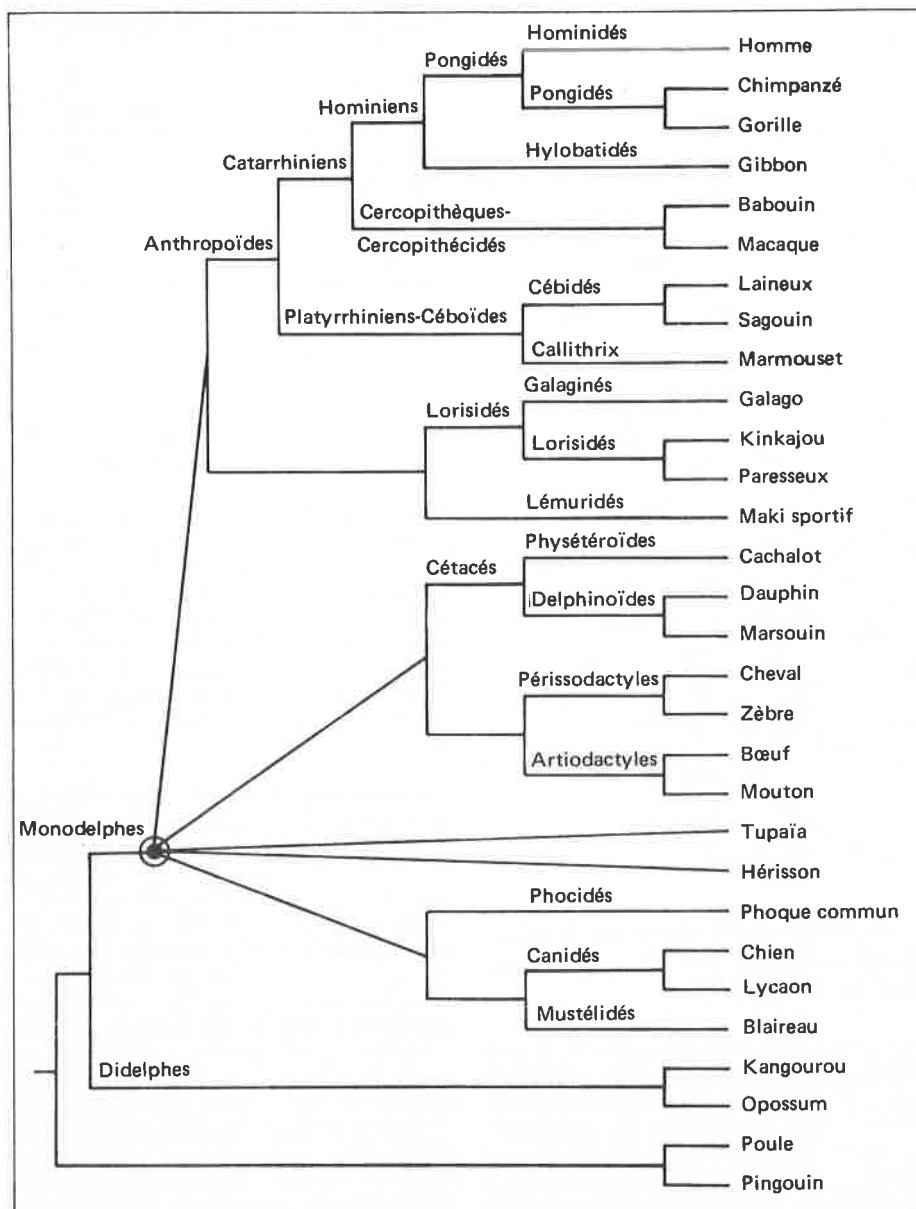 Hominidés
Homme
Pongidés
Chimpanzé
Pongidés
Hominiens
Gorille
Catarrhiniens
Hylobatidés
Gibbon
Cercopithèques-
Babouin
Anthropoïdes
Cercopithécidés
Macaque
Cébidés
Laineux
Platyrrhiniens-Céboïdes
Sagouin
Callithrix
Marmouset
Galaginés
Galago
Lorisidés
Lorisidés
Kinkajou
Paresseux
Lémuridés
Maki sportif
Physétéroïdes
Cachalot
Cétacés
Delphinoïdes
Dauphin
Marsouin
Périssodactyles
Cheval
Zèbre
Artiodactyles
Bœuf
Mouton
Monodelphes
Tupaïa
Hérisson
Phocidés
Phoque commun
Canidés
Chien
Lycaon
Mustélidés
Blaireau
Didelphes
Kangourou
Opossum
Poule
Pingouin